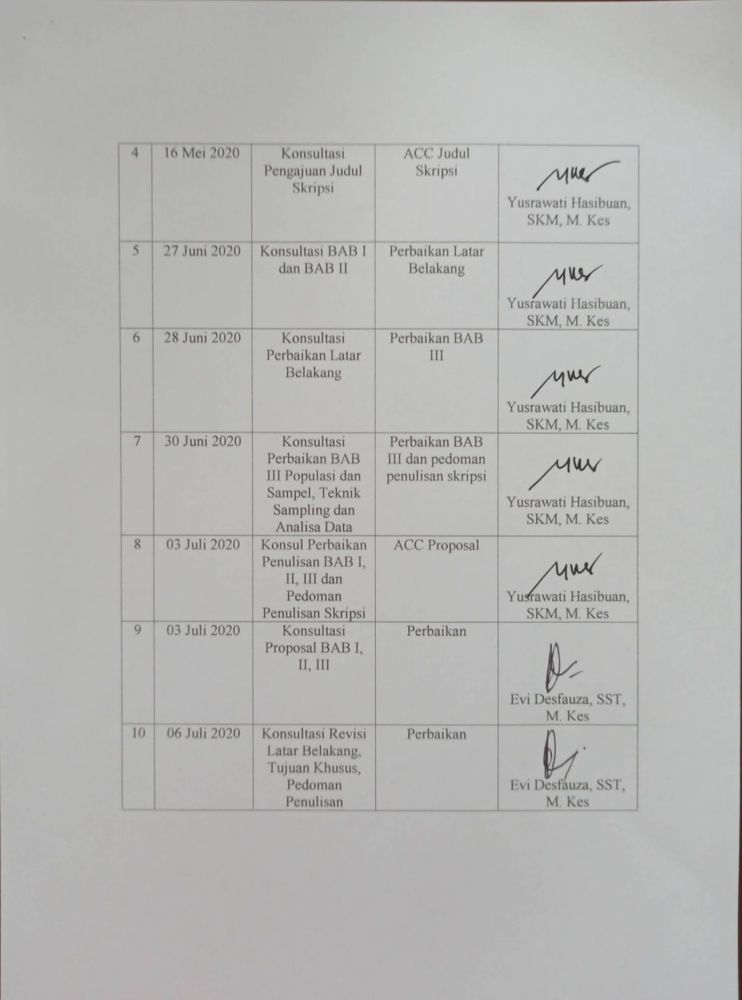 4
16 Mei 2020
Konsultasi
Pengajuan Judul
Skripsi
ACC Judul
Skripsi
Yusrawati Hasibuan,
SKM, M. Kes
5
27 Juni 2020
Konsultasi BAB I
dan BAB II
Perbaikan Latar
Belakang
Yusrawati Hasibuan,
SKM, M. Kes
6
28 Juni 2020
Konsultasi
Perbaikan Latar
Belakang
Perbaikan BAB
III
Yusrawati Hasibuan,
SKM, M. Kes
7
30 Juni 2020
Konsultasi
Perbaikan BAB
III Populasi dan
Sampel, Teknik
Sampling dan
Analisa Data
Perbaikan BAB
III dan pedoman
penulisan skripsi
Yusrawati Hasibuan,
SKM, M. Kes
8
03 Juli 2020
Konsul Perbaikan
Penulisan BAB I,
II, III dan
Pedoman
Penulisan Skripsi
ACC Proposal
Yusrawati Hasibuan,
SKM, M. Kes
9
03 Juli 2020
Konsultasi
Proposal BAB I,
II, III
Perbaikan
Evi Desfauza, SST,
M. Kes
10
06 Juli 2020
Konsultasi Revisi
Latar Belakang,
Tujuan Khusus,
Pedoman
Penulisan
Perbaikan
Evi Desfauza, SST,
M. Kes